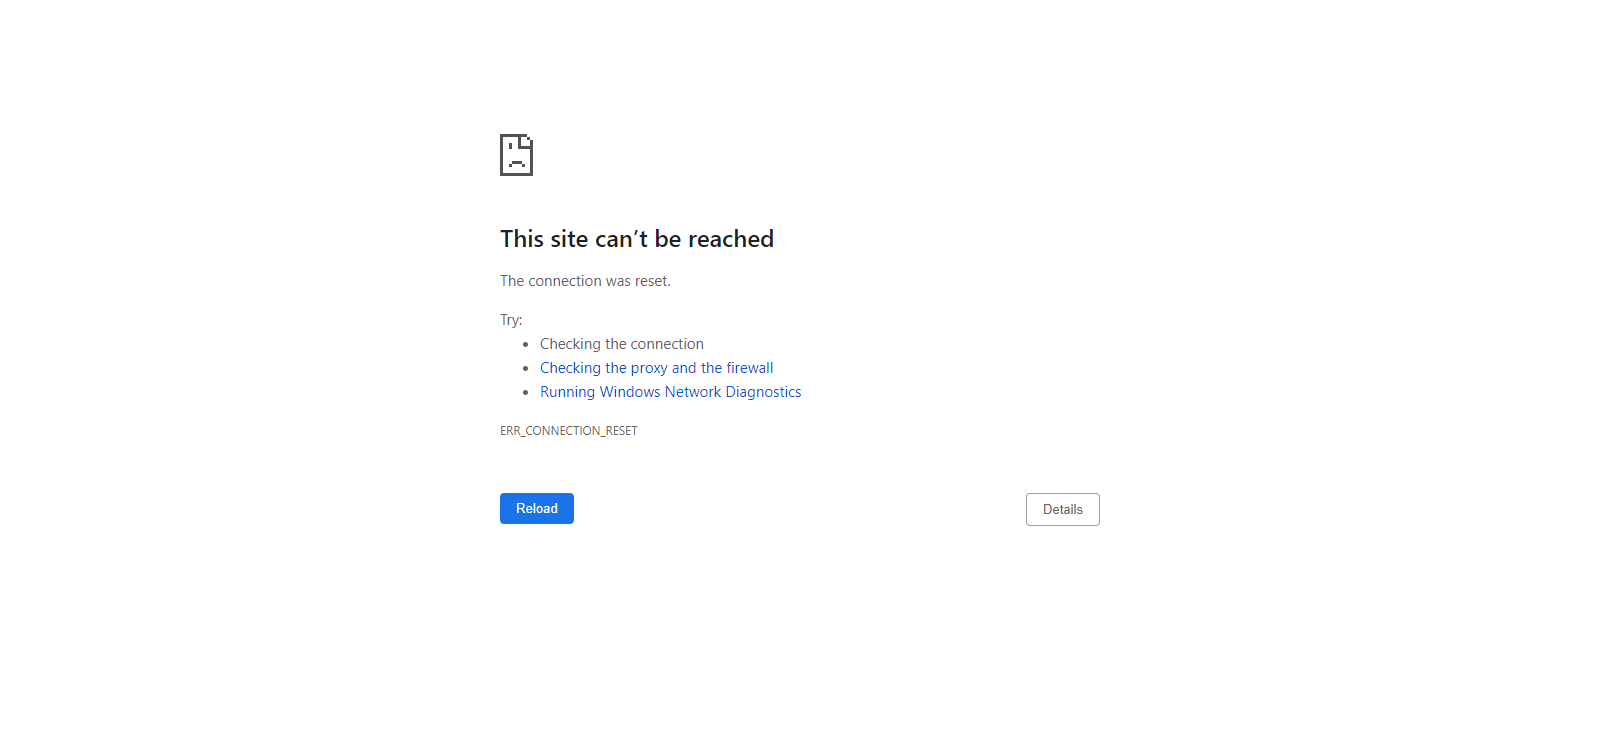 This site can’t be reached
The connection was reset.
Try:
Checking the connection
Checking the proxy and the firewall
Running Windows Network Diagnostics
ERR_CONNECTION_RESET
Reload
Details